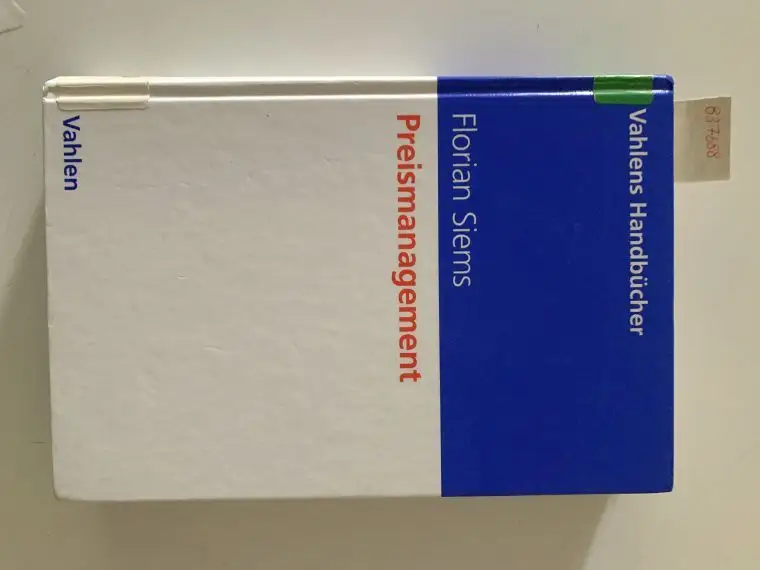 Vahlens Handbücher
Florian Siems
Preismanagement
Vahlen